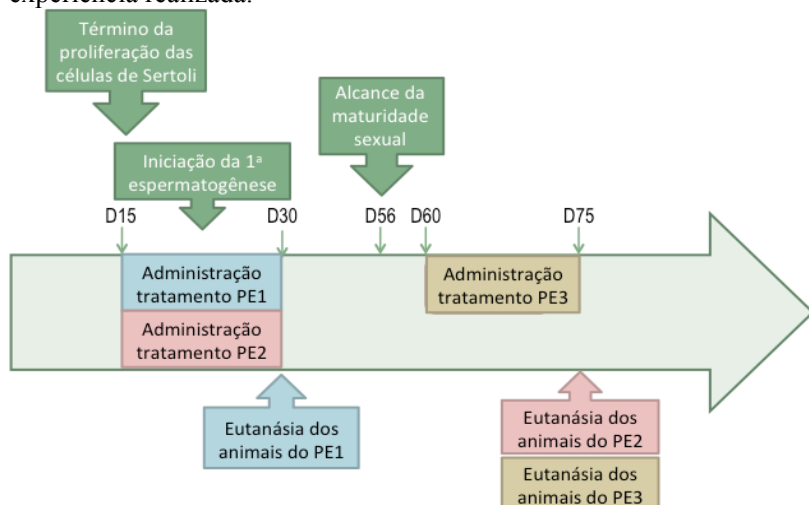 experiência realizada.
Término da
proliferação das
células de Sertoli
Alcance da
maturidade
sexual
Iniciação da 1ª
espermatogênese
D15
D30
D56
D60
D75
Administração
tratamento PE1
Administração
tratamento PE3
Administração
tratamento PE2
Eutanásia dos
animais do PE1
Eutanásia dos
animais do PE2
Eutanásia dos
animais do PE3